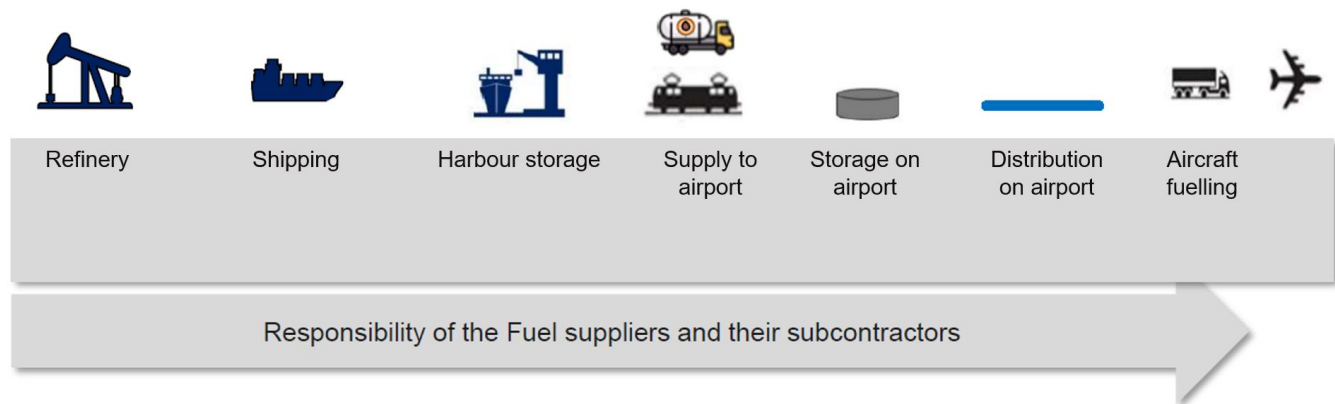 Refinery
Shipping
Harbour storage
Supply to
airport
Storage on
airport
Distribution
on airport
Aircraft
fuelling
Responsibility of the Fuel suppliers and their subcontractors